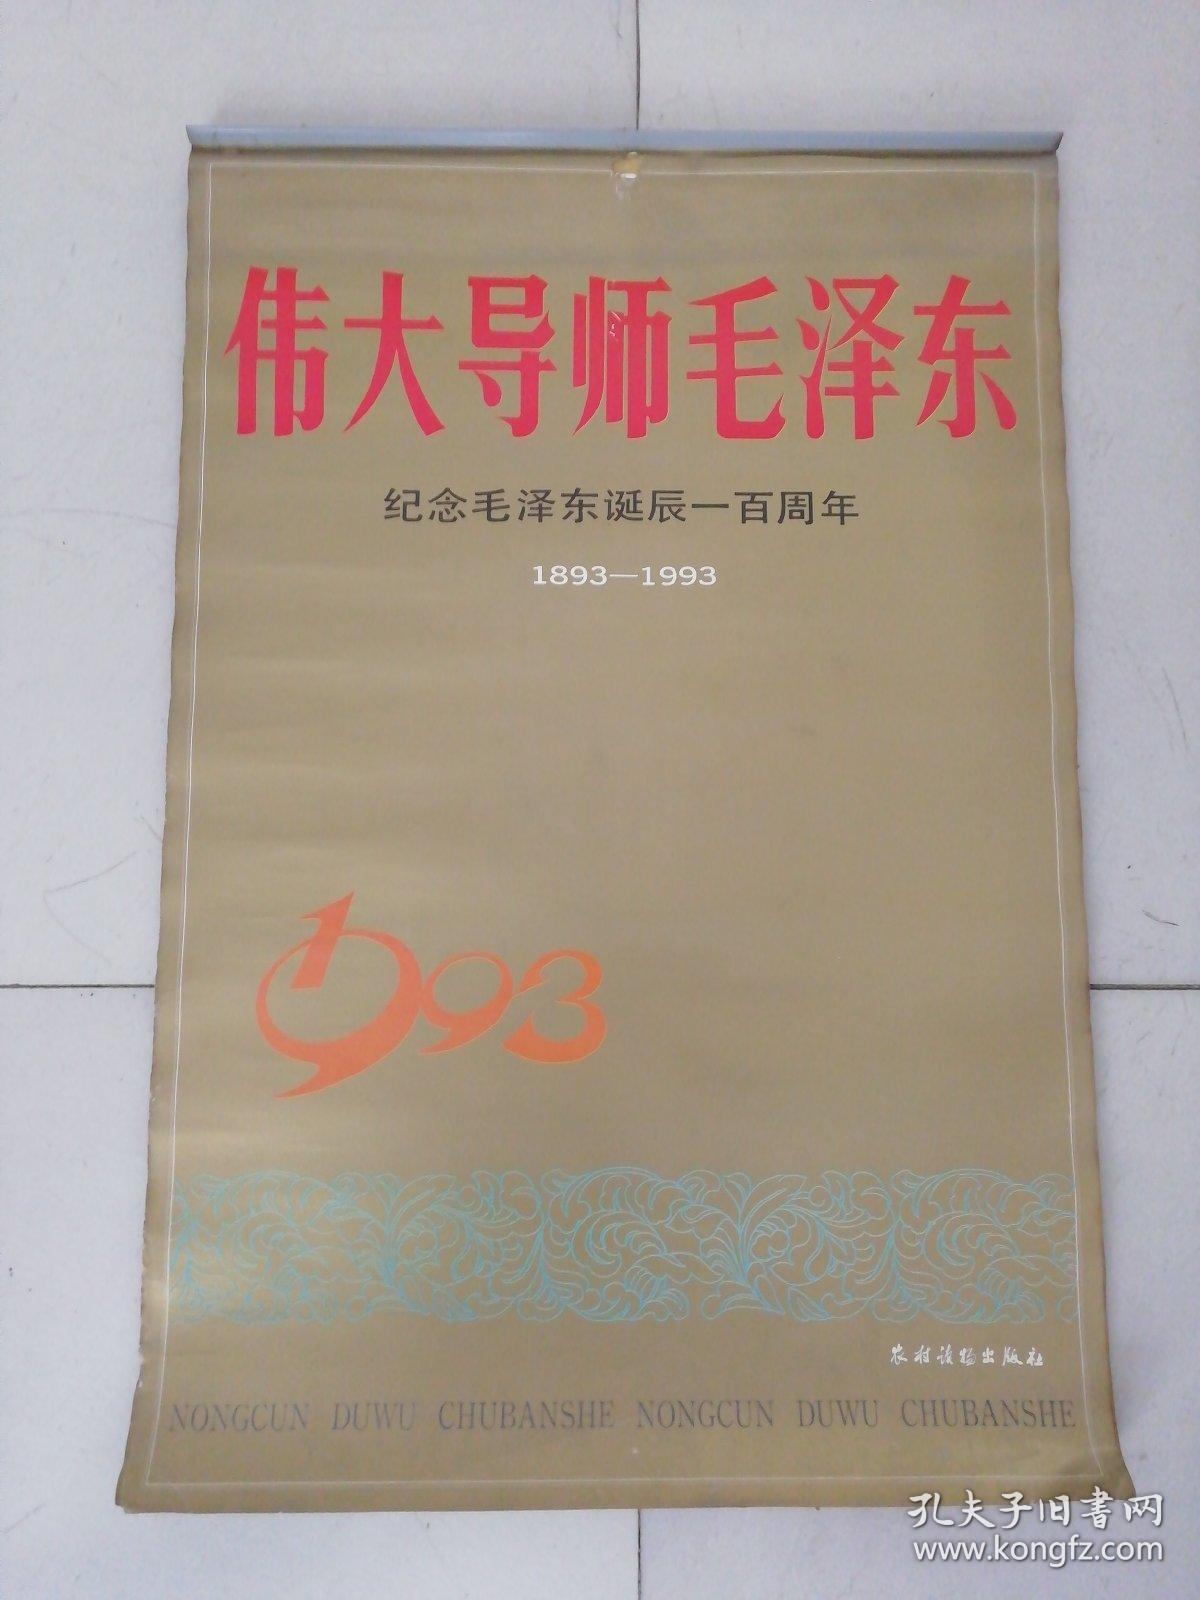 伟大导师毛泽东
纪念毛泽东诞辰一百周年
1893—1993
1993
农村读物出版社
NONGCUN DUWU CHUBANSHE NONGCUN DUWU CHUBANSHE
孔夫子旧书网
www.kongfz.com